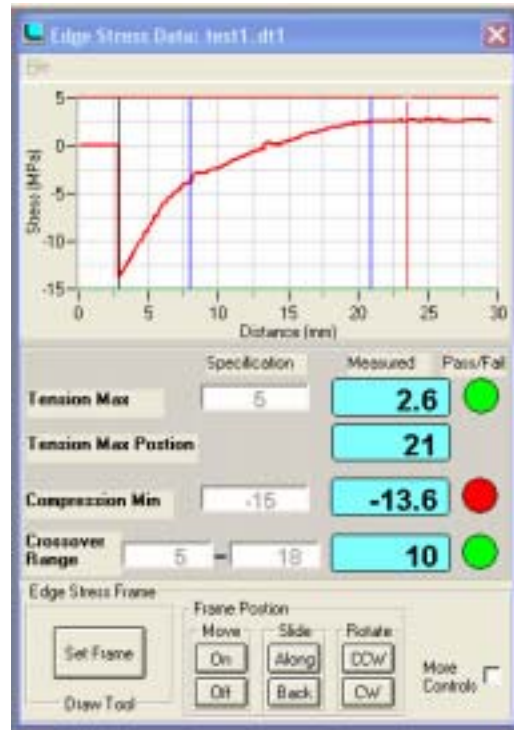 Edge Stress Data: test1.dt1
File
5
0
-5
-10
-15
Stress (MPa)
0 5 10 15 20 25 30
Distance (mm)
Specification Measured Pass/Fail
Tension Max 5 2.6
Tension Max Postion 21
Compression Min -15 -13.6
Crossover
Range 5 - 18 10
Edge Stress Frame
Frame Postion
Move Slide Rotate
Set Frame On Along CCW
Off Back CW
More
Controls
Draw Tool